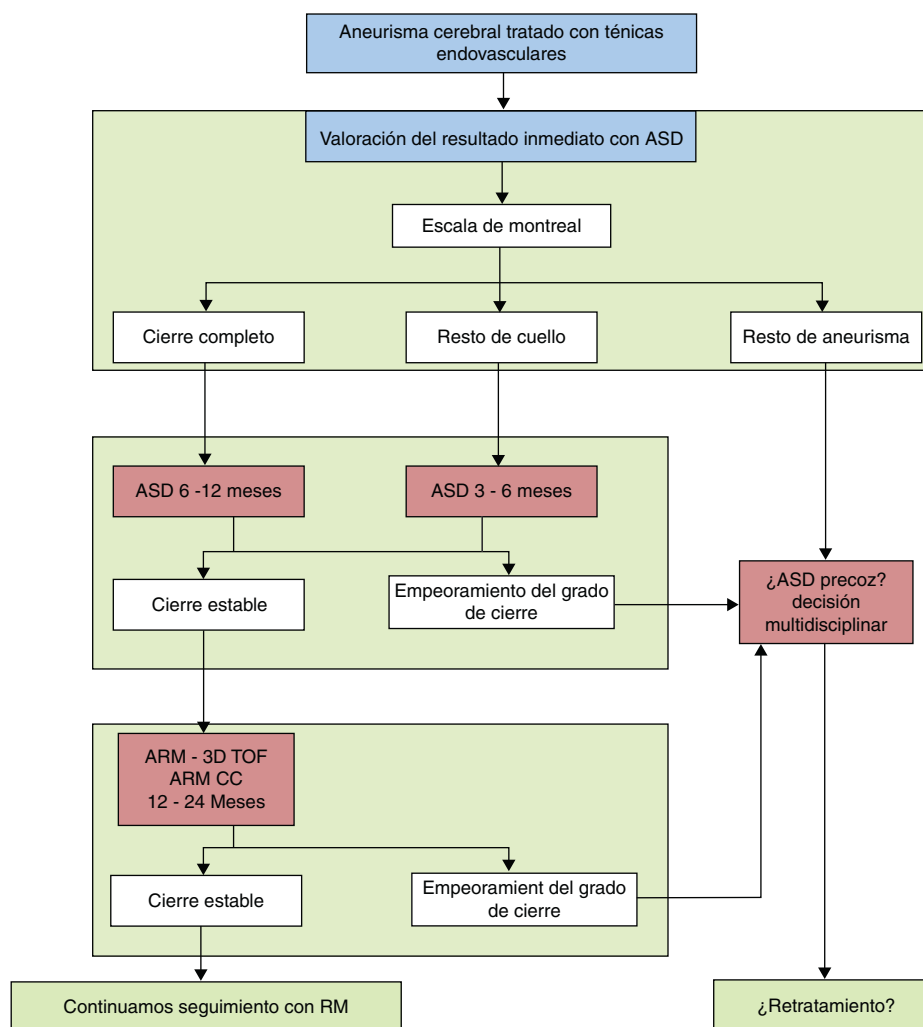 Aneurisma cerebral tratado con ténicas
endovasculares
Valoración del resultado inmediato con ASD
Escala de montreal
Cierre completo
Resto de cuello
Resto de aneurisma
ASD 6 -12 meses
ASD 3 - 6 meses
Cierre estable
Empeoramiento del grado
de cierre
¿ASD precoz?
decisión
multidisciplinar
ARM - 3D TOF
ARM CC
12 - 24 Meses
Cierre estable
Empeoramient del grado
de cierre
Continuamos seguimiento con RM
¿Retratamiento?